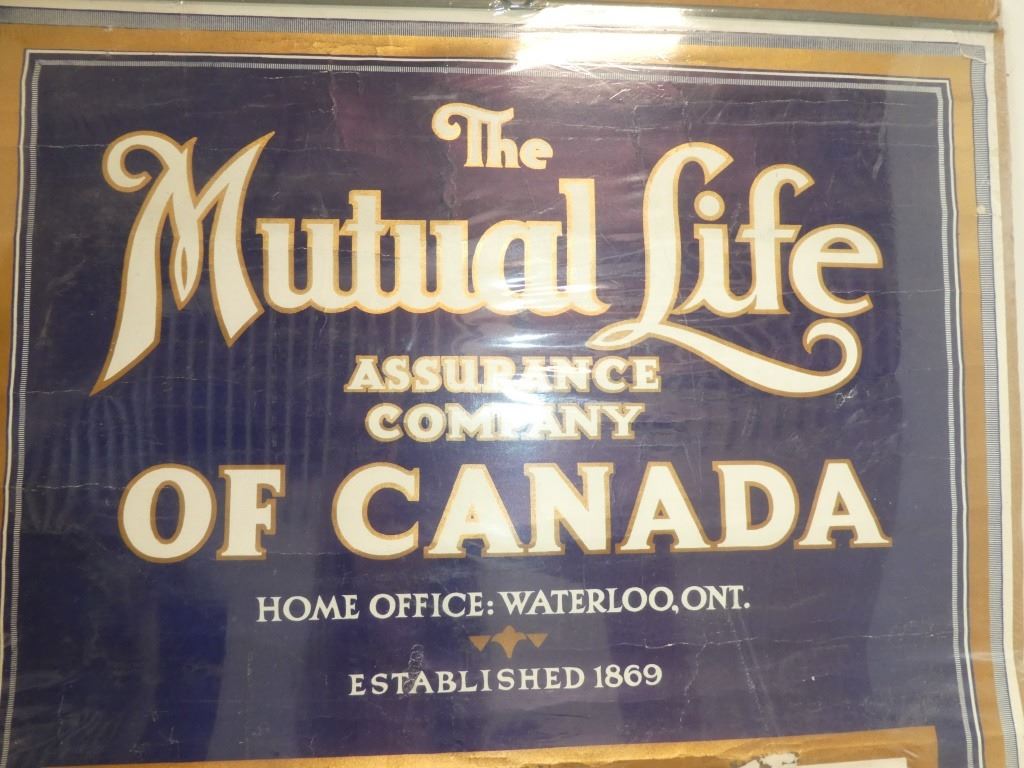 The
Mutual Life
ASSURANCE
COMPANY
OF CANADA
HOME OFFICE: WATERLOO, ONT.
ESTABLISHED 1869